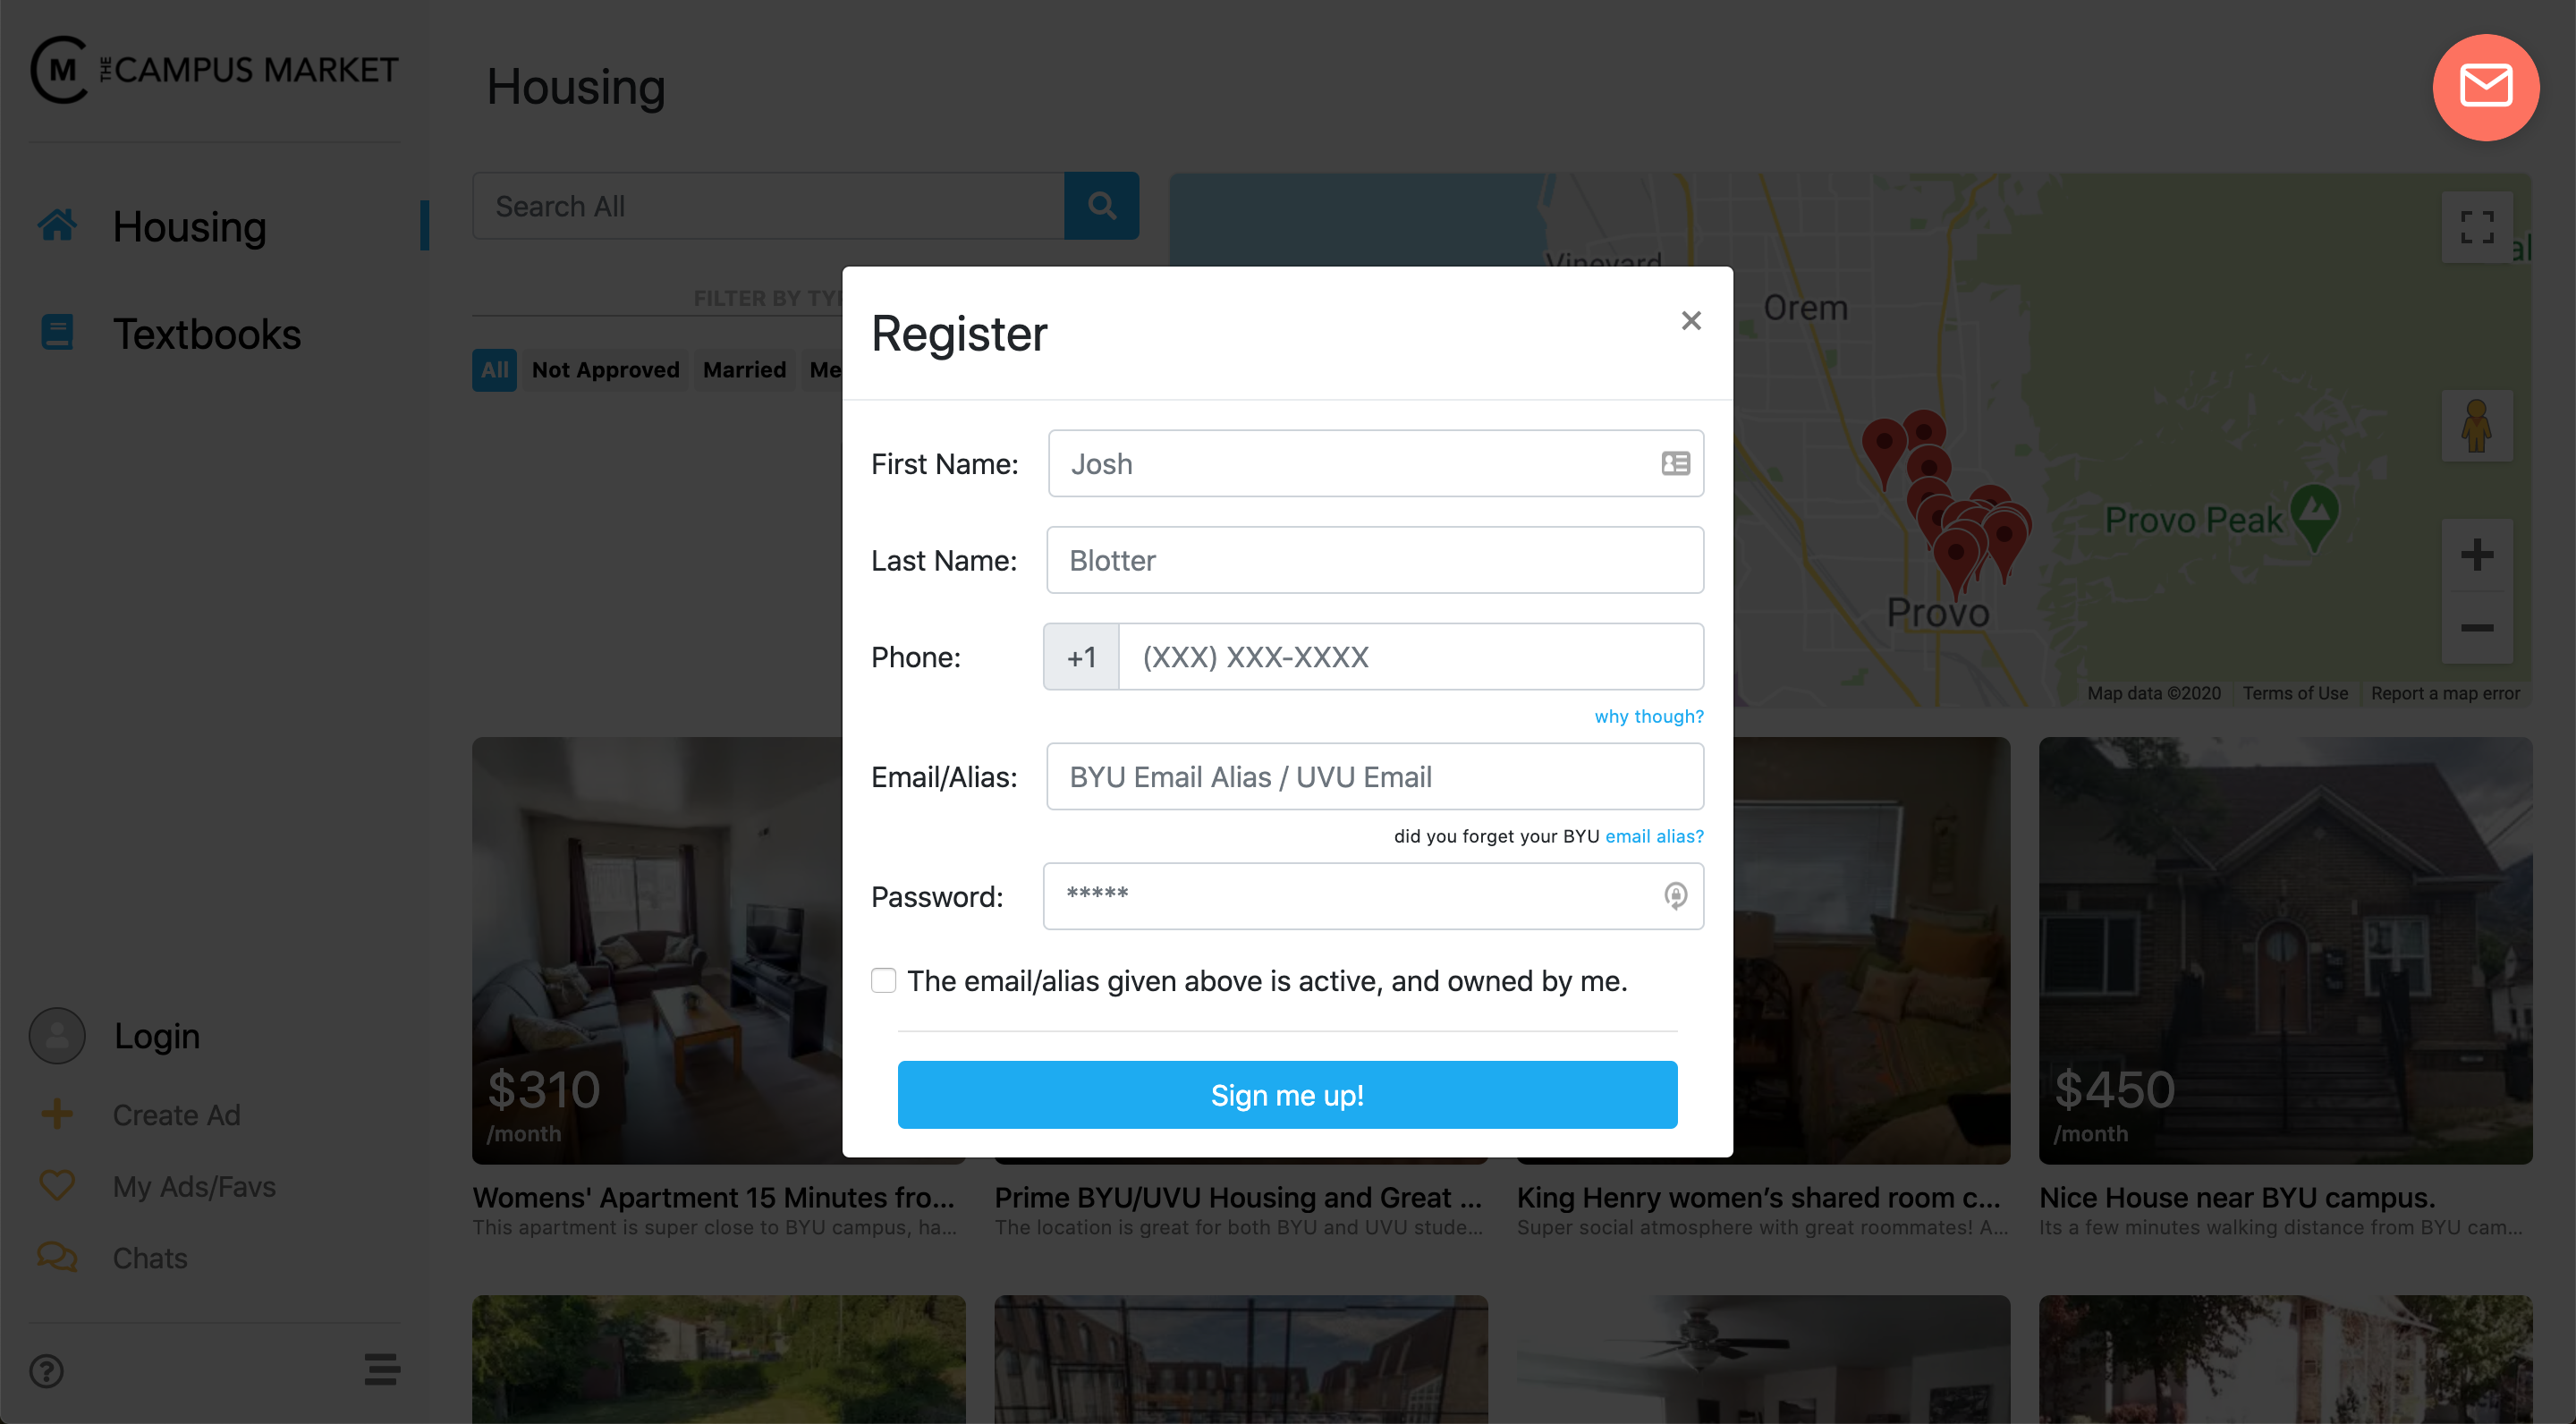 M THE CAMPUS MARKET
Housing
Textbooks
Login
Create Ad
My Ads/Favs
Chats
Housing
Search All
FILTER BY
All Not Approved Married
Orem
Provo Peak
Provo
Map data ©2020 Terms of Use Report a map error
Register
×
First Name: Josh
Last Name: Blotter
Phone: +1 (XXX) XXX-XXXX
why though?
Email/Alias: BYU Email Alias / UVU Email
did you forget your BYU email alias?
Password: *****
The email/alias given above is active, and owned by me.
Sign me up!
$310
/month
$450
/month
Womens' Apartment 15 Minutes fro...
This apartment is super close to BYU campus, ha...
Prime BYU/UVU Housing and Great ...
The location is great for both BYU and UVU stude...
King Henry women’s shared room c...
Super social atmosphere with great roommates! A...
Nice House near BYU campus.
Its a few minutes walking distance from BYU cam...